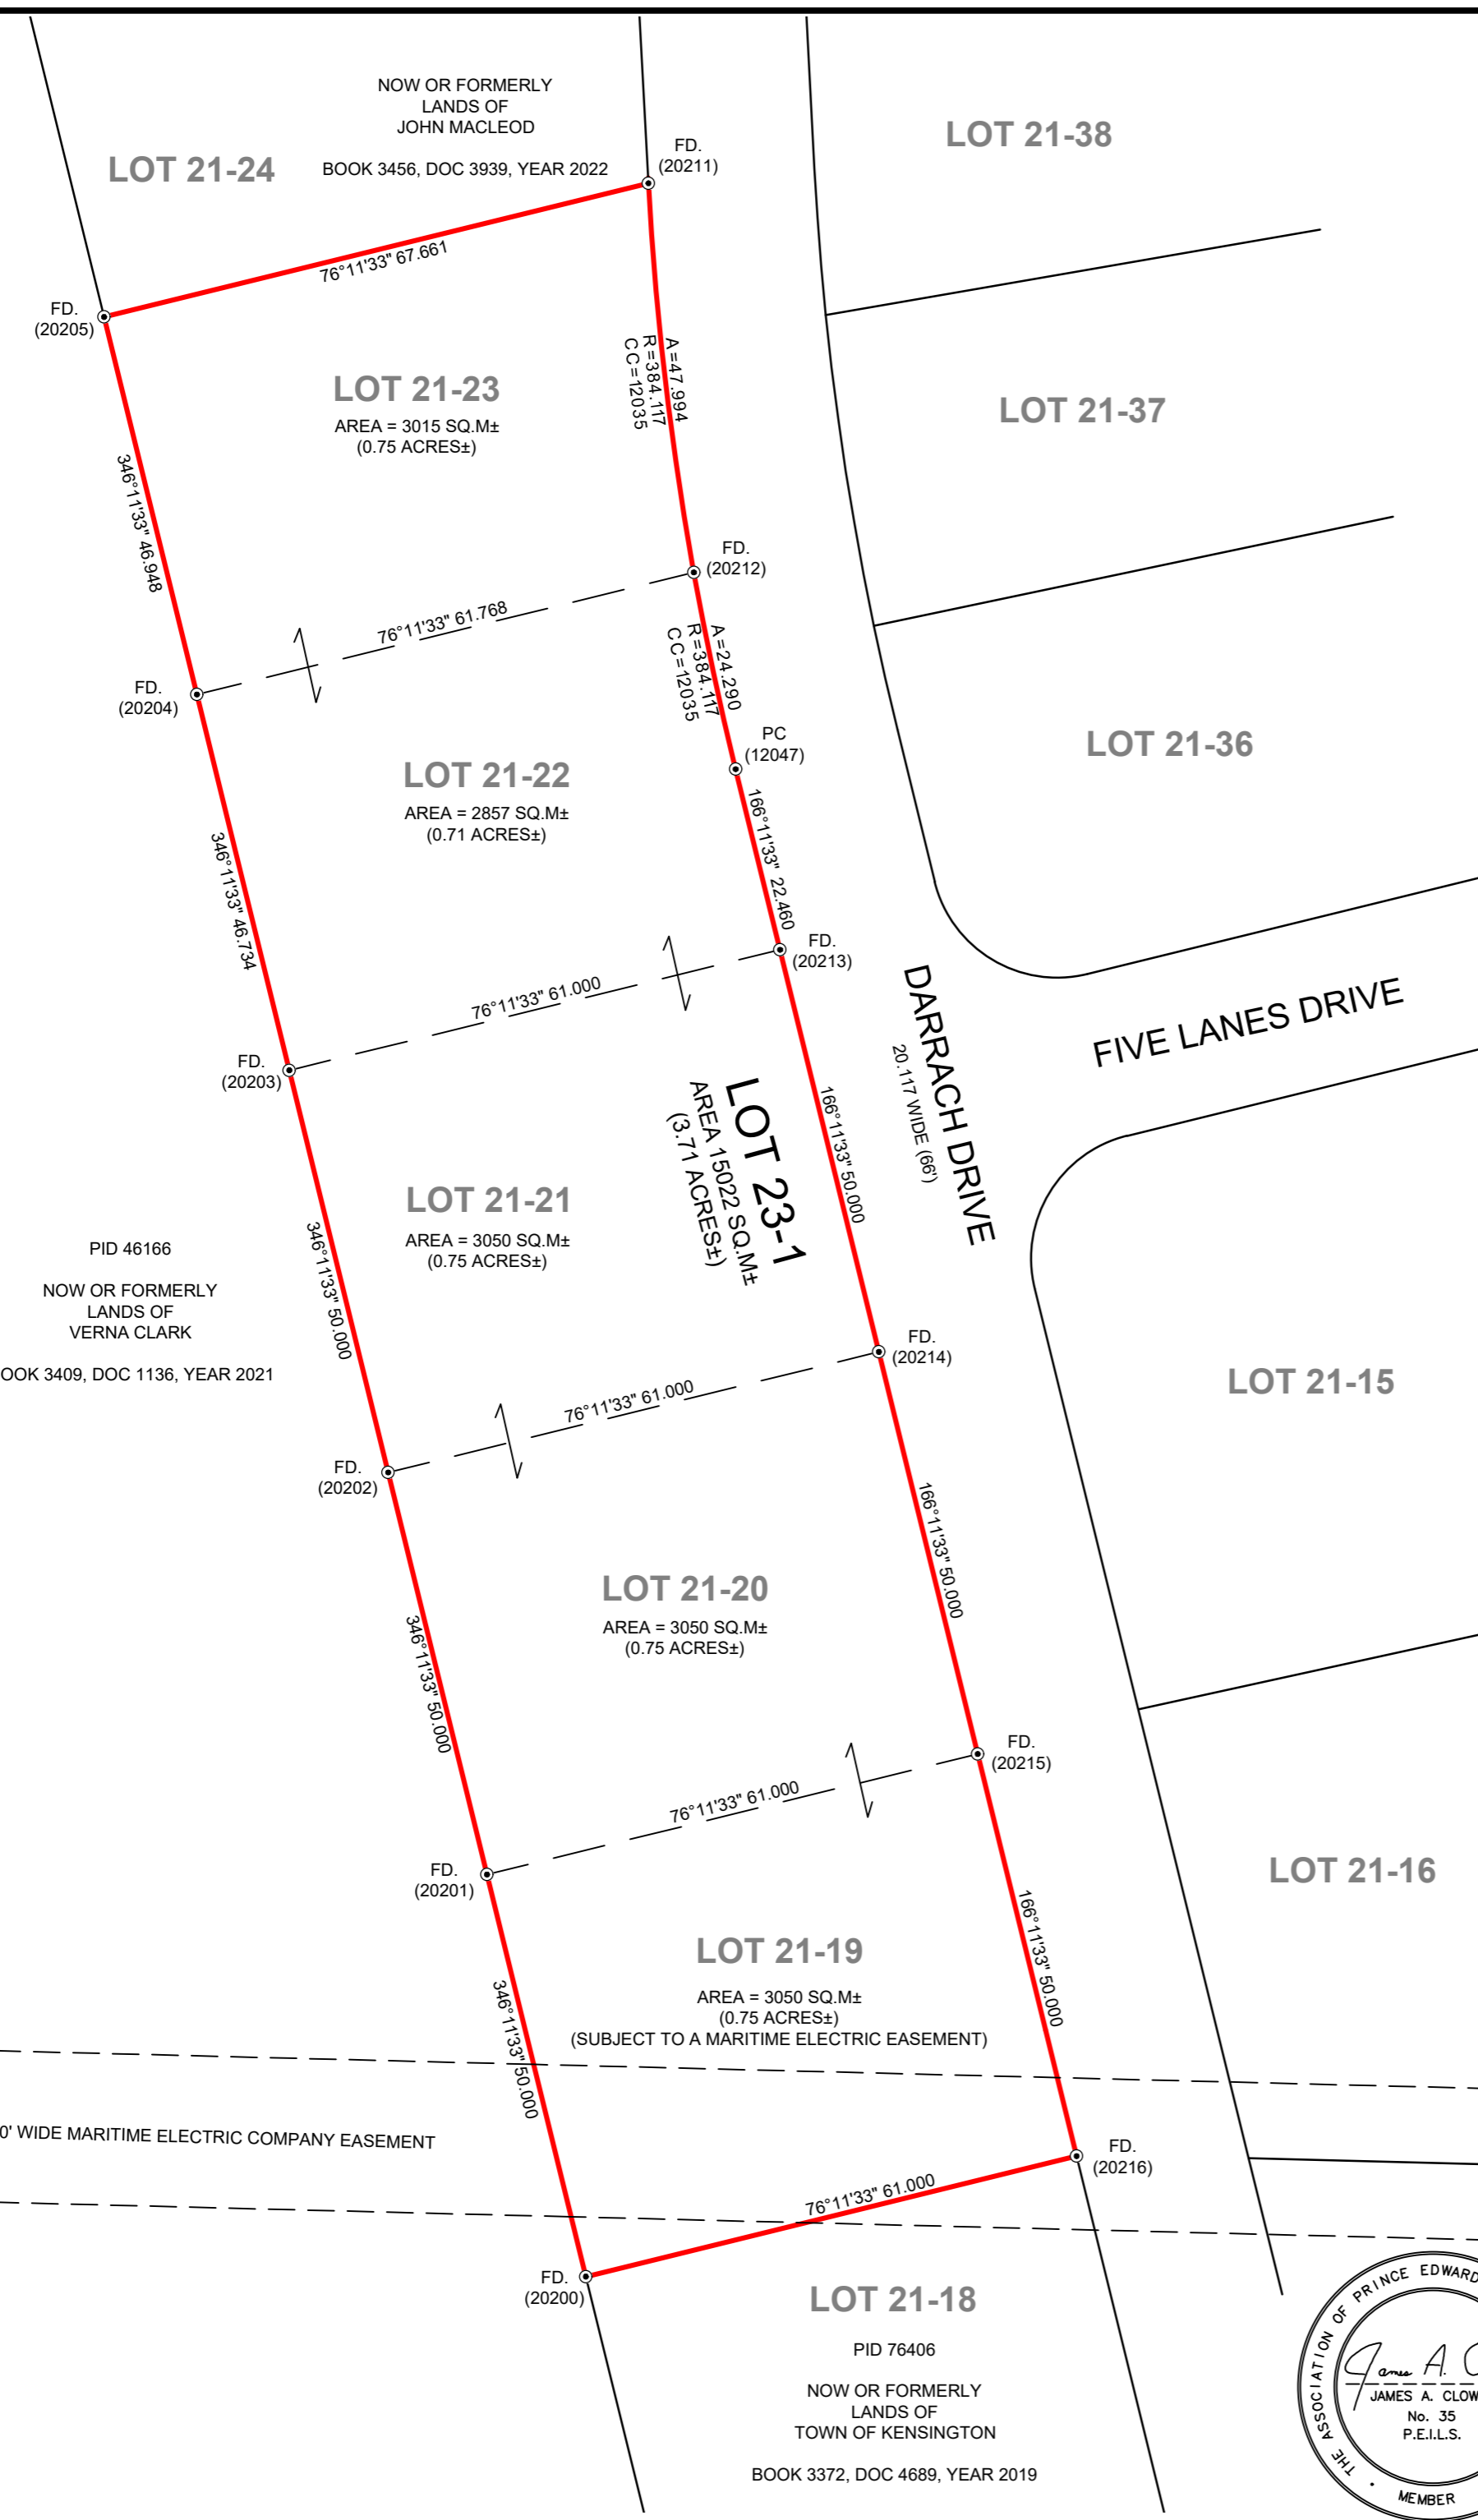 NOW OR FORMERLY
LANDS OF
JOHN MACLEOD
BOOK 3456, DOC 3939, YEAR 2022
LOT 21-24
LOT 21-38
FD.
(20211)
76°11'33" 67.661
FD.
(20205)
LOT 21-23
AREA = 3015 SQ.M±
(0.75 ACRES±)
A=47.994
R=384.117
CC=12035
LOT 21-37
346°11'33" 46.948
FD.
(20212)
76°11'33" 61.768
A=24.290
R=384.117
CC=12035
FD.
(20204)
PC
(12047)
LOT 21-36
LOT 21-22
AREA = 2857 SQ.M±
(0.71 ACRES±)
166°11'33" 22.460
346°11'33" 46.734
FD.
(20213)
76°11'33" 61.000
FD.
(20203)
DARRACH DRIVE
20.117 WIDE (66')
FIVE LANES DRIVE
LOT 23-1
AREA 15022 SQ.M±
(3.71 ACRES±)
166°11'33" 50.000
LOT 21-21
AREA = 3050 SQ.M±
(0.75 ACRES±)
346°11'33" 50.000
PID 46166
NOW OR FORMERLY
LANDS OF
VERNA CLARK
OOK 3409, DOC 1136, YEAR 2021
FD.
(20214)
76°11'33" 61.000
LOT 21-15
FD.
(20202)
166°11'33" 50.000
LOT 21-20
AREA = 3050 SQ.M±
(0.75 ACRES±)
346°11'33" 50.000
FD.
(20215)
76°11'33" 61.000
FD.
(20201)
LOT 21-16
166°11'33" 50.000
LOT 21-19
AREA = 3050 SQ.M±
(0.75 ACRES±)
(SUBJECT TO A MARITIME ELECTRIC EASEMENT)
346°11'33" 50.000
0' WIDE MARITIME ELECTRIC COMPANY EASEMENT
FD.
(20216)
76°11'33" 61.000
FD.
(20200)
LOT 21-18
PID 76406
NOW OR FORMERLY
LANDS OF
TOWN OF KENSINGTON
BOOK 3372, DOC 4689, YEAR 2019
THE ASSOCIATION OF PRINCE EDWARD
James A.
JAMES A. CLOW
No. 35
P.E.I.L.S.
MEMBER